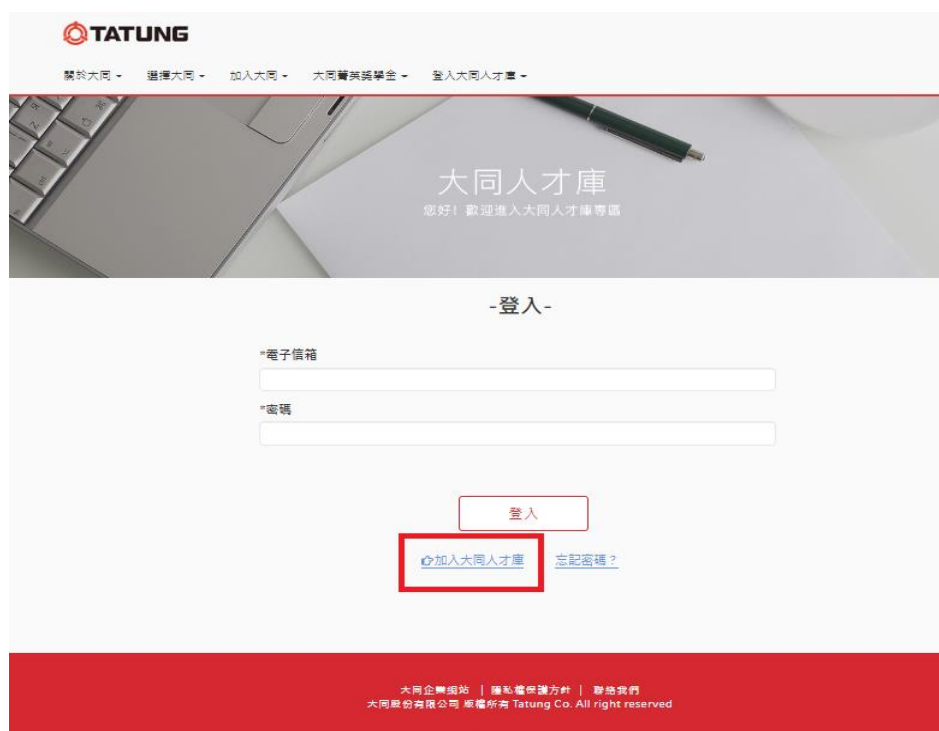 TATUNG
關於大同 選擇大同 加入大同 大同菁英獎學金 登入大同人才庫
大同人才庫
您好！歡迎進入大同人才庫專區
-登入-
*電子信箱
*密碼
登入
加入大同人才庫 忘記密碼？
大同企業網站 | 隱私權保護方針 | 聯絡我們
大同股份有限公司 版權所有 Tatung Co. All right reserved